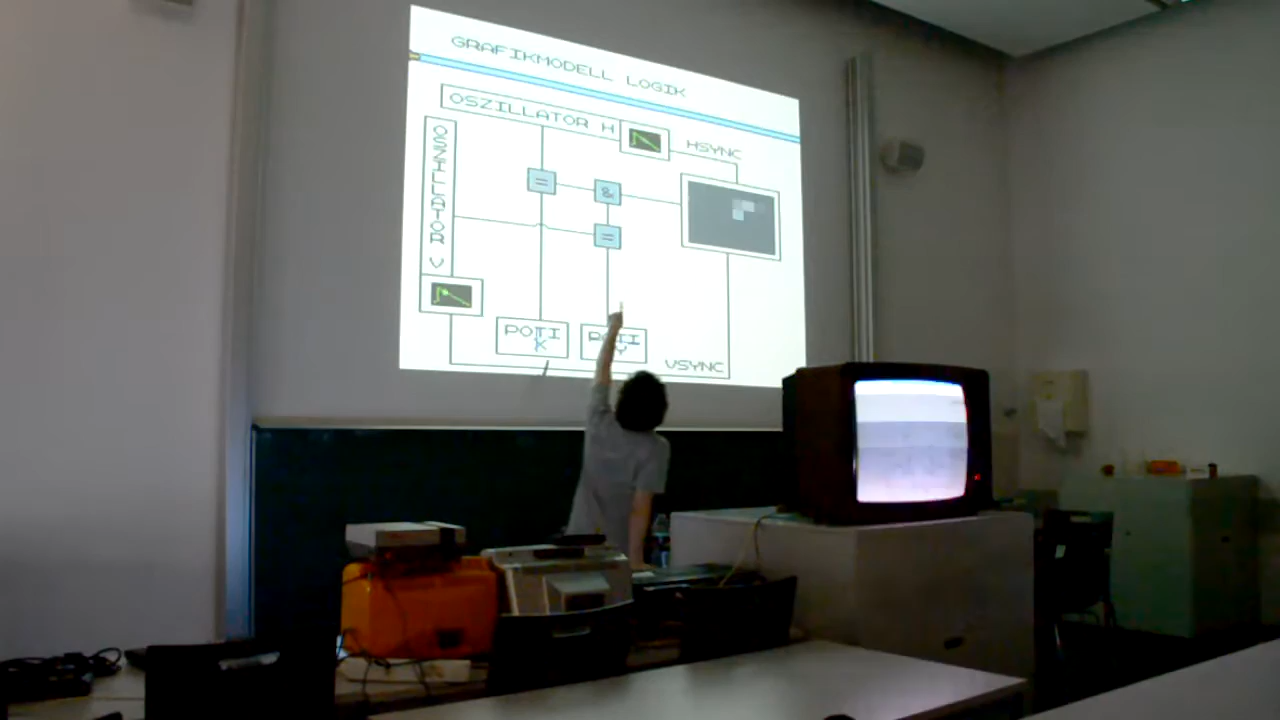 GRAFIKMODELL LOGIK
OSZILLATOR H
HSYNC
OSZILLATOR V
=
&
=
POTI
X
POTI
Y
VSYNC